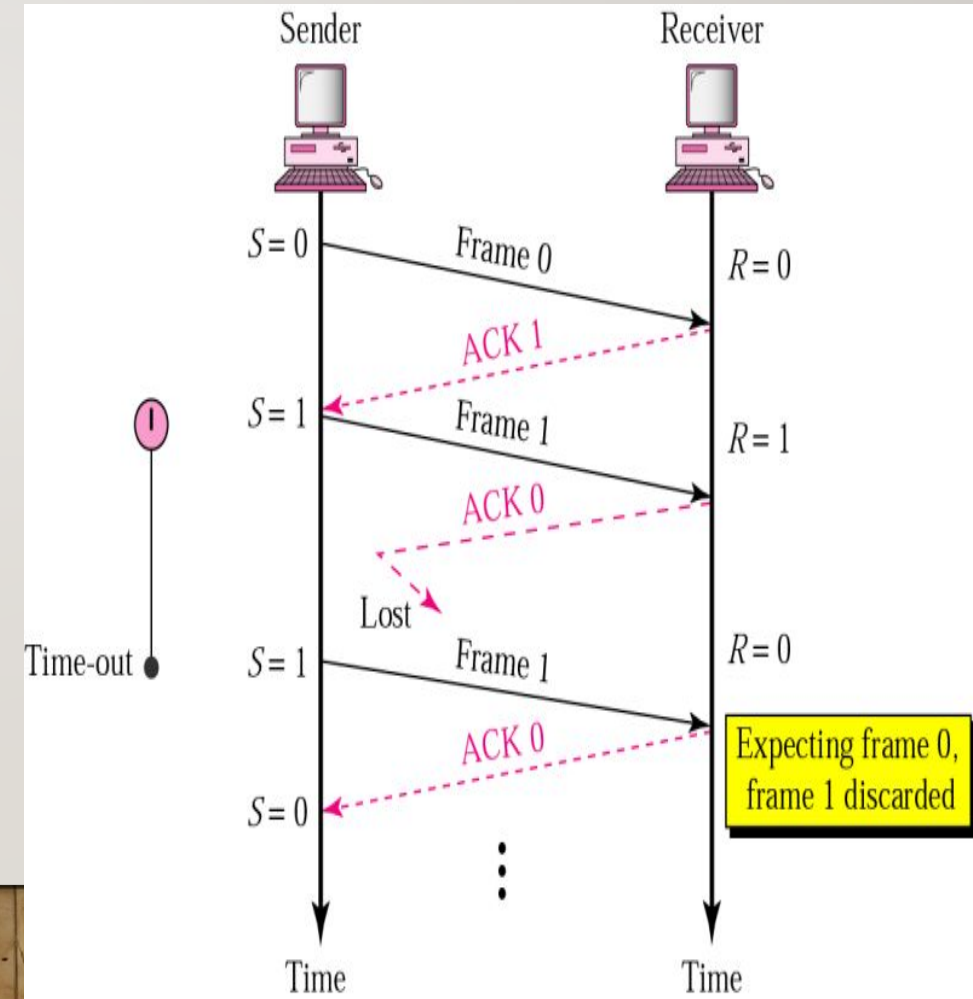 Sender
Receiver
S = 0
Frame 0
R = 0
ACK 1
S = 1
Frame 1
R = 1
ACK 0
Lost
Time-out
S = 1
Frame 1
R = 0
ACK 0
Expecting frame 0,
frame 1 discarded
S = 0
Time
Time